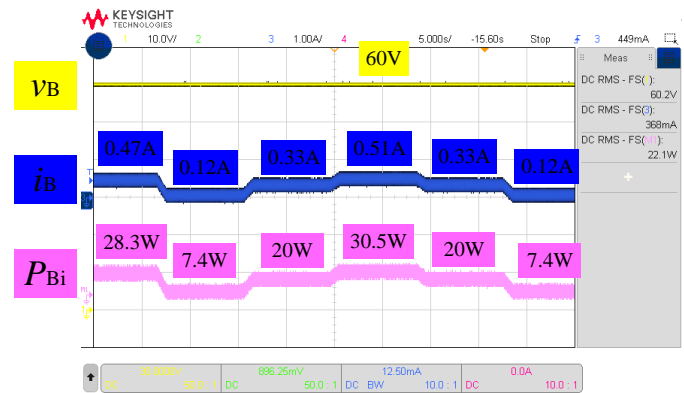 KEYSIGHT
TECHNOLOGIES
1 10.0V/ 2 3 1.00A/ 4 5.000s/ -15.60s Stop 3 449mA
60V
Meas
DC RMS - FS(1):
60.2V
DC RMS - FS(3):
368mA
DC RMS - FS(M1):
22.1W
vB
0.47A 0.12A 0.33A 0.51A 0.33A 0.12A
iB
28.3W 7.4W 20W 30.5W 20W 7.4W
PBi
896.25mV 12.50mA 0.0A
DC DC 50.0 : 1 DC BW 10.0 : 1 DC 10.0 : 1